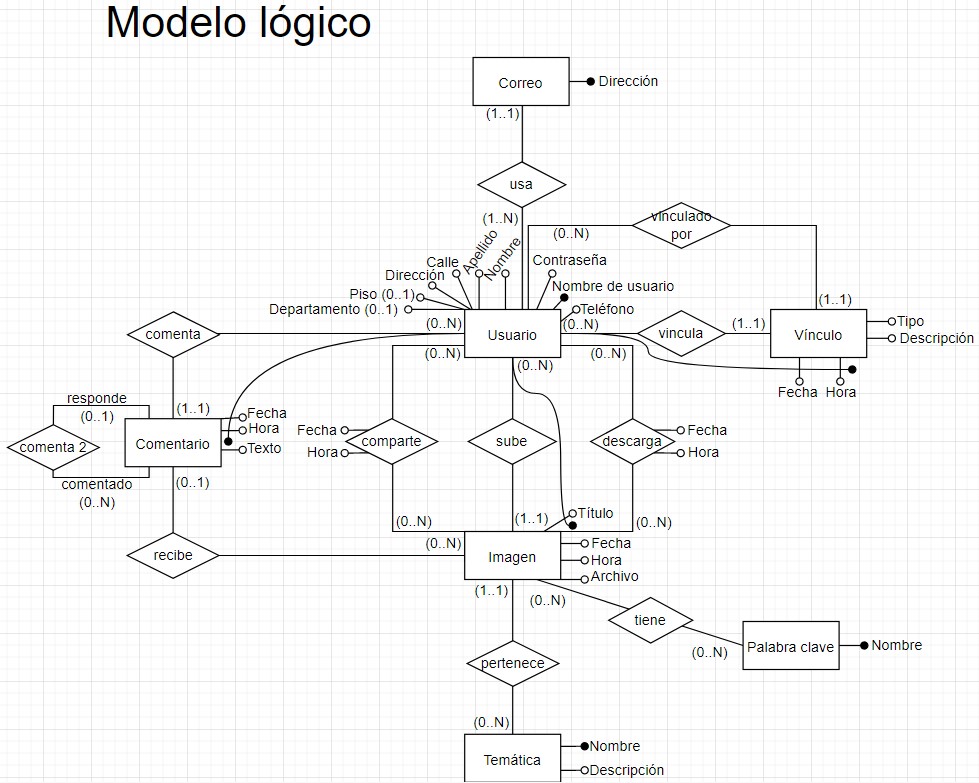 Modelo lógico
Correo
Dirección
(1..1)
usa
(1..N)
vinculado
por
(0..N)
(1..1)
Calle
Apellido
Nombre
Contraseña
Dirección
Nombre de usuario
Piso (0..1)
Departamento (0..1)
Teléfono
(0..N)
Usuario
(0..N)
vincula
(1..1)
Vínculo
Tipo
Descripción
Fecha
Hora
comenta
(0..N)
(0..N)
(0..N)
responde
(0..1)
(1..1)
Fecha
Hora
Texto
comenta 2
Comentario
comentado
(0..N)
(0..1)
Fecha
Hora
comparte
sube
descarga
Fecha
Hora
(0..N)
(1..1)
Título
(0..N)
recibe
(0..N)
Imagen
Fecha
Hora
Archivo
(1..1)
(0..N)
tiene
(0..N)
Palabra clave
Nombre
pertenece
(0..N)
Temática
Nombre
Descripción